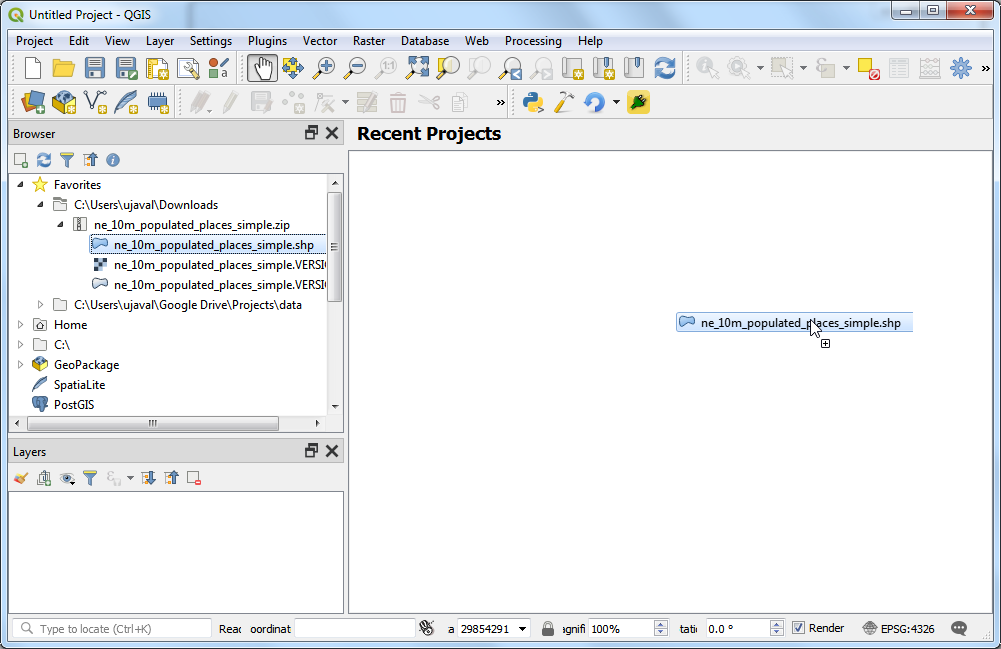 Untitled Project - QGIS
Project Edit View Layer Settings Plugins Vector Raster Database Web Processing Help
1:1
a
»
»
Browser
Recent Projects
Favorites
C:\Users\ujaval\Downloads
ne_10m_populated_places_simple.zip
ne_10m_populated_places_simple.shp
ne_10m_populated_places_simple.VERSI
ne_10m_populated_places_simple.VERSI
C:\Users\ujaval\Google Drive\Projects\data
ne_10m_populated_places_simple.shp
Home
C:\
GeoPackage
SpatiaLite
PostGIS
Layers
Type to locate (Ctrl+K) Reac oordinat a 29854291 agnifi 100% tatic 0.0 ° Render EPSG:4326